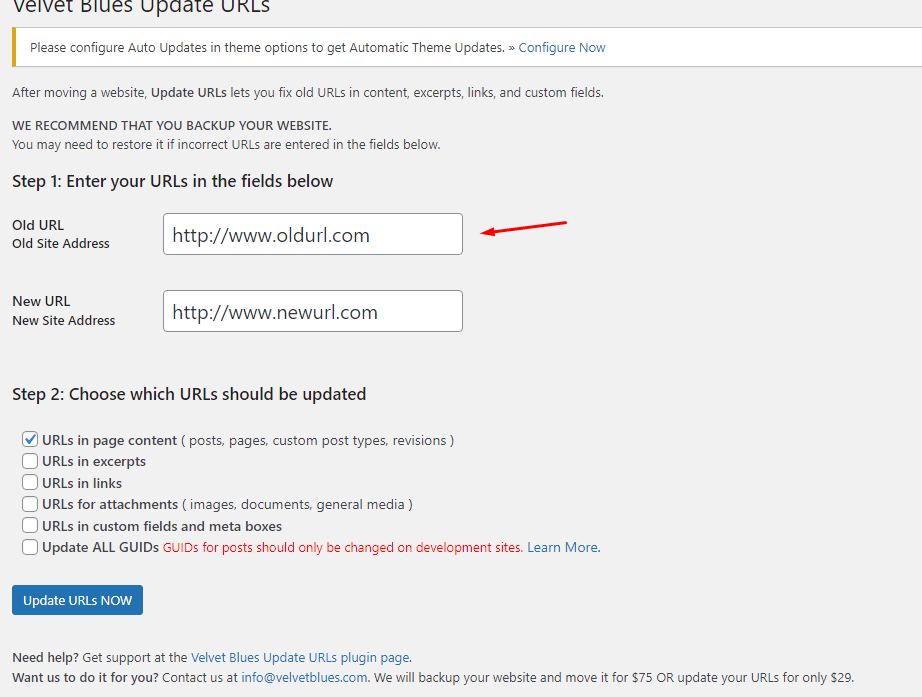 Velvet Blues Update URLs
Please configure Auto Updates in theme options to get Automatic Theme Updates. » Configure Now
After moving a website, Update URLs lets you fix old URLs in content, excerpts, links, and custom fields.
WE RECOMMEND THAT YOU BACKUP YOUR WEBSITE.
You may need to restore it if incorrect URLs are entered in the fields below.
Step 1: Enter your URLs in the fields below
Old URL
Old Site Address
http://www.oldurl.com
New URL
New Site Address
http://www.newurl.com
Step 2: Choose which URLs should be updated
URLs in page content ( posts, pages, custom post types, revisions )
URLs in excerpts
URLs in links
URLs for attachments ( images, documents, general media )
URLs in custom fields and meta boxes
Update ALL GUIDs GUIDs for posts should only be changed on development sites. Learn More.
Update URLs NOW
Need help? Get support at the Velvet Blues Update URLs plugin page.
Want us to do it for you? Contact us at info@velvetblues.com. We will backup your website and move it for $75 OR update your URLs for only $29.